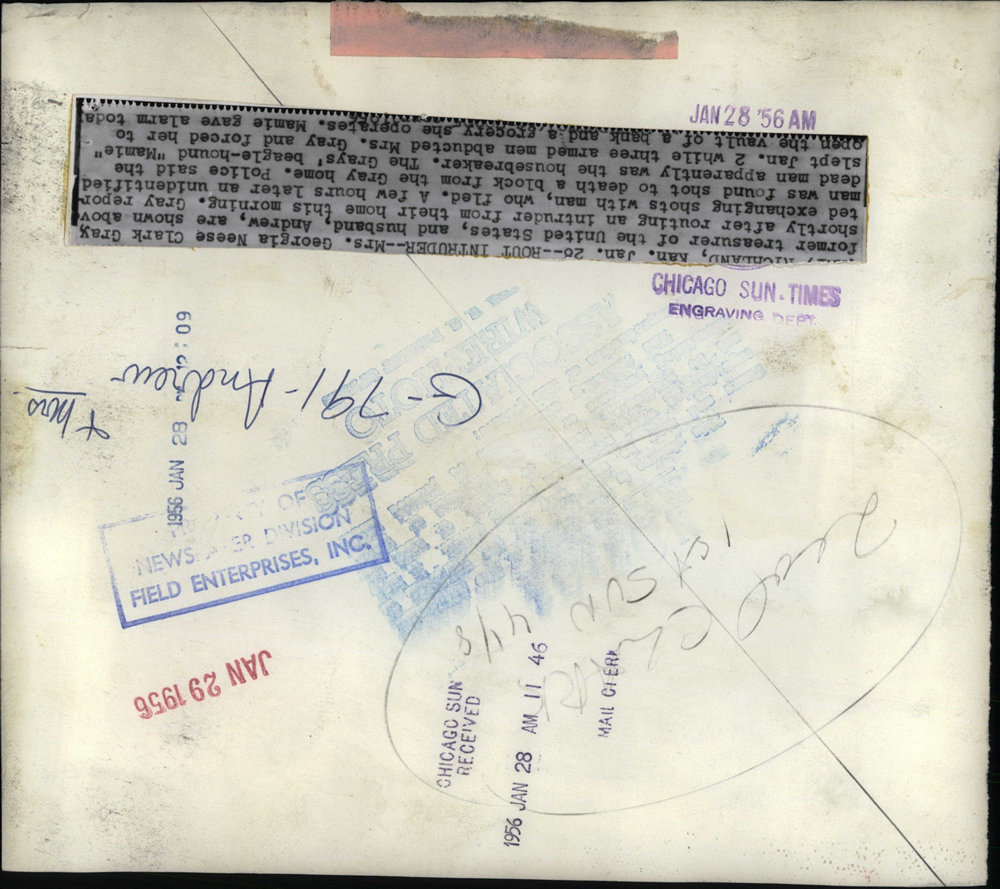 JAN 28 '56 AM
RICHLAND, Kan. Jan. 28--ROUT INTRUDER--Mrs. Georgia Neese Clark Gray,
former treasurer of the United States, and husband, Andrew, are shown abov
shortly after routing an intruder from their home this morning. Gray repor
ted exchanging shots with man, who fled. A few hours later an unidentified
man was found shot to death a block from the Gray home. Police said the
dead man apparently was the housebreaker. The Grays' beagle-hound "Mamie"
slept Jan. 2 while three armed men abducted Mrs. Gray and forced her to
open the vault of a bank and a grocery she operates. Mamie gave alarm toda
CHICAGO SUN-TIMES
ENGRAVING DEPT.
1956 JAN 28 :09
G-791-Andrew
+ mrs
OF
DIVISION
FIELD ENTERPRISES, INC.
JAN 29 1956
CHICAGO SUN
RECEIVED
1956 JAN 28 AM 11 46
MAIL CLERK
1st
SUN